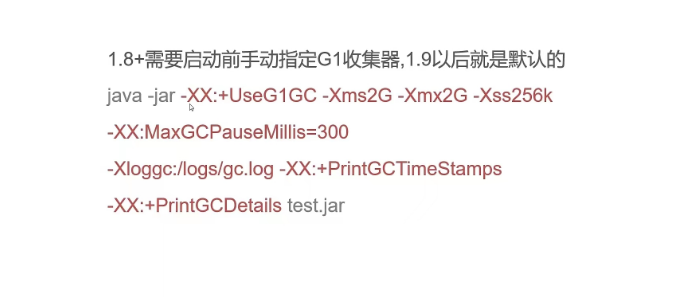 1.8+需要启动前手动指定G1收集器,1.9以后就是默认的
java -jar -XX:+UseG1GC -Xms2G -Xmx2G -Xss256k
-XX:MaxGCPauseMillis=300
-Xloggc:/logs/gc.log -XX:+PrintGCTimeStamps
-XX:+PrintGCDetails test.jar